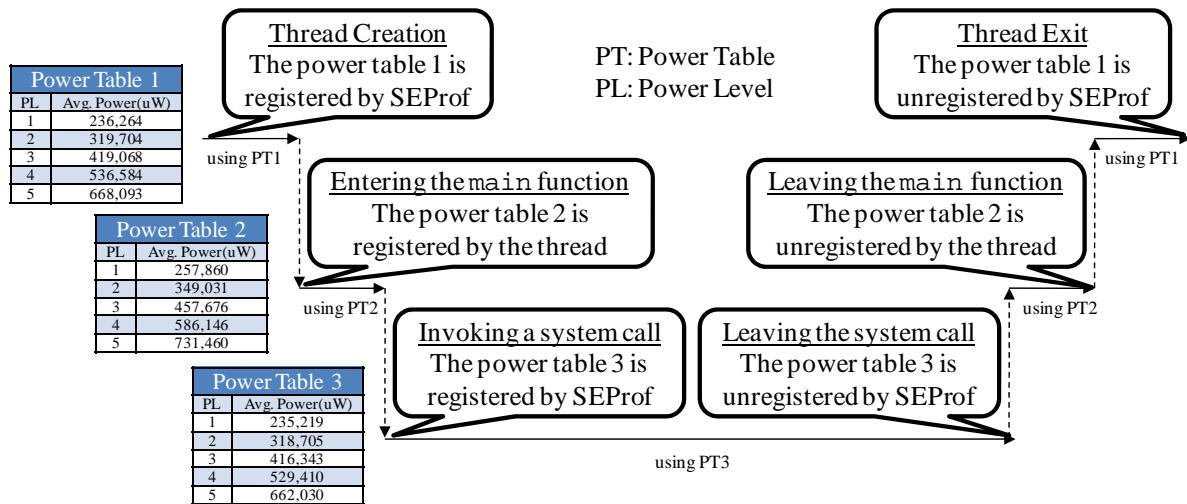 Thread Creation
The power table 1 is
registered by SEProf
PT: Power Table
PL: Power Level
Thread Exit
The power table 1 is
unregistered by SEProf
Power Table 1
PL Avg. Power(uW)
1 236,264
2 319,704
3 419,068
4 536,584
5 668,093
using PT1
using PT1
Entering the main function
The power table 2 is
registered by the thread
Leaving the main function
The power table 2 is
unregistered by the thread
Power Table 2
PL Avg. Power(uW)
1 257,860
2 349,031
3 457,676
4 586,146
5 731,460
using PT2
using PT2
Invoking a system call
The power table 3 is
registered by SEProf
Leaving the system call
The power table 3 is
unregistered by SEProf
Power Table 3
PL Avg. Power(uW)
1 235,219
2 318,705
3 416,343
4 529,410
5 662,030
using PT3